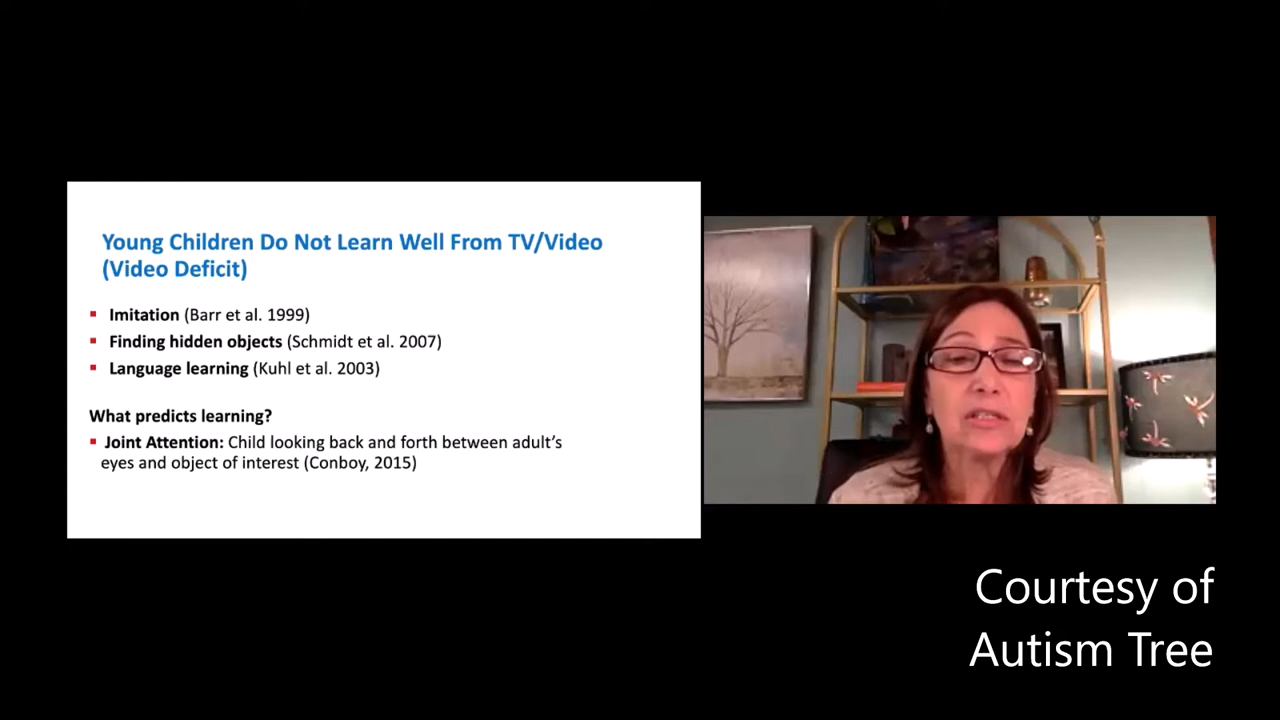 Young Children Do Not Learn Well From TV/Video
(Video Deficit)
▪ Imitation (Barr et al. 1999)
▪ Finding hidden objects (Schmidt et al. 2007)
▪ Language learning (Kuhl et al. 2003)
What predicts learning?
▪ Joint Attention: Child looking back and forth between adult’s
eyes and object of interest (Conboy, 2015)
Courtesy of
Autism Tree